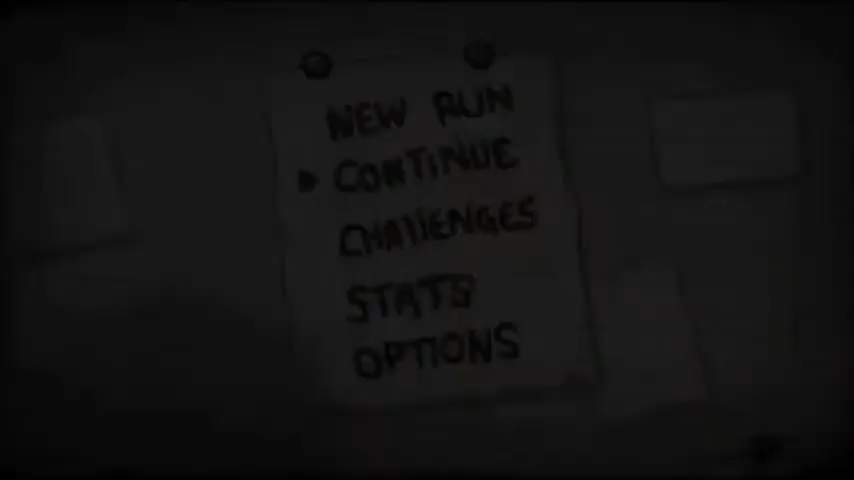 NEW RUN
CONTINUE
CHALLENGES
STATS
OPTIONS